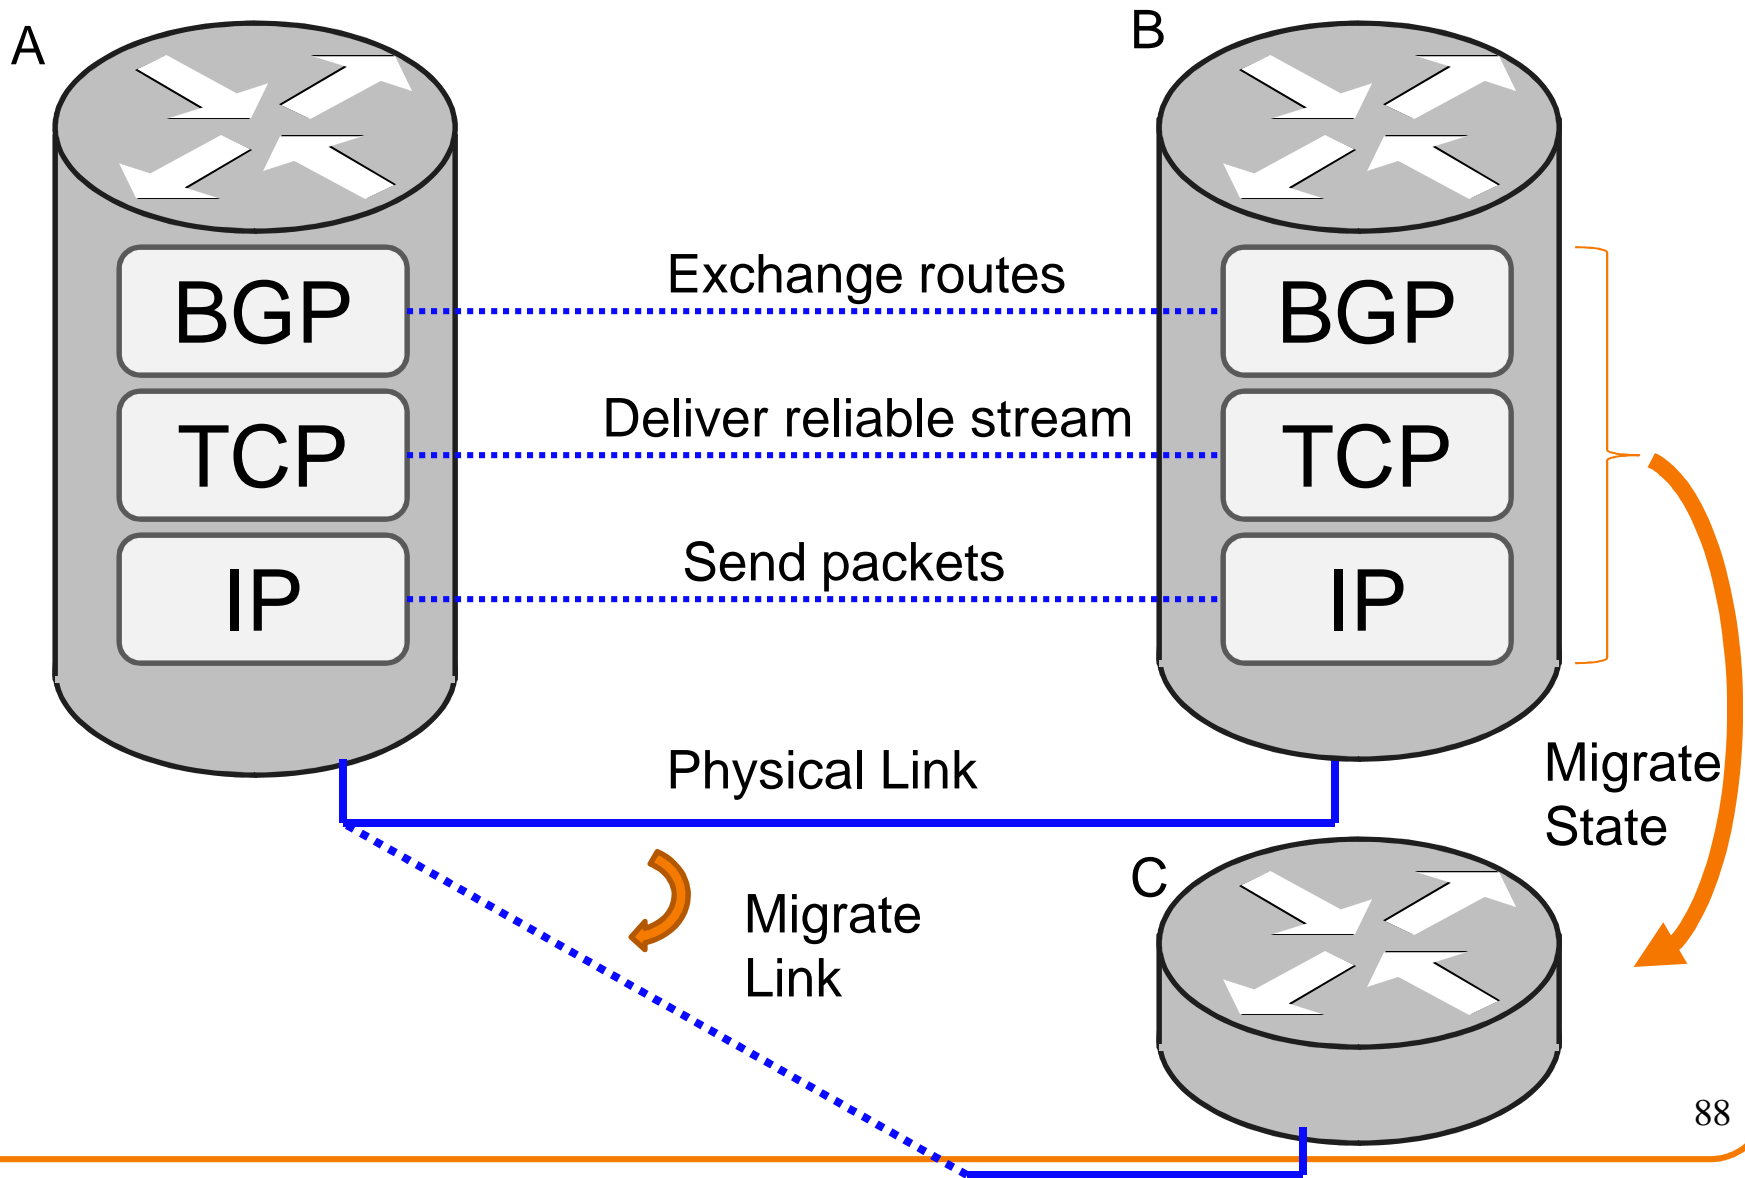 A
B
Exchange routes
BGP
BGP
Deliver reliable stream
TCP
TCP
Send packets
IP
IP
Physical Link
Migrate
State
C
Migrate
Link
88